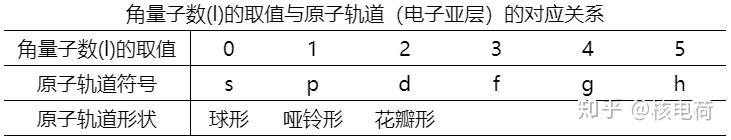 角量子数(l)的取值与原子轨道（电子亚层）的对应关系
角量子数(l)的取值 0 1 2 3 4 5
原子轨道符号 s p d f g h
原子轨道形状 球形 哑铃形 花瓣形
知乎 @核电荷